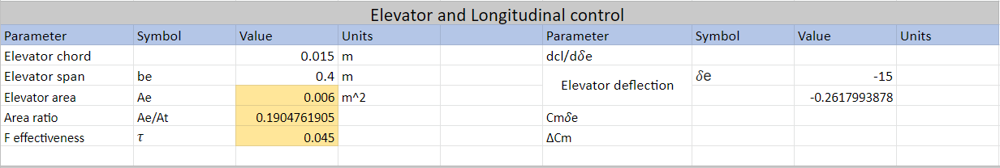 Elevator and Longitudinal control
Parameter Symbol Value Units Parameter Symbol Value Units
Elevator chord 0.015 m dcl/d𝛿e
Elevator span be 0.4 m Elevator deflection 𝛿e -15
Elevator area Ae 0.006 m^2 -0.2617993878
Area ratio Ae/At 0.1904761905 Cm𝛿e
F effectiveness 𝜏 0.045 ΔCm